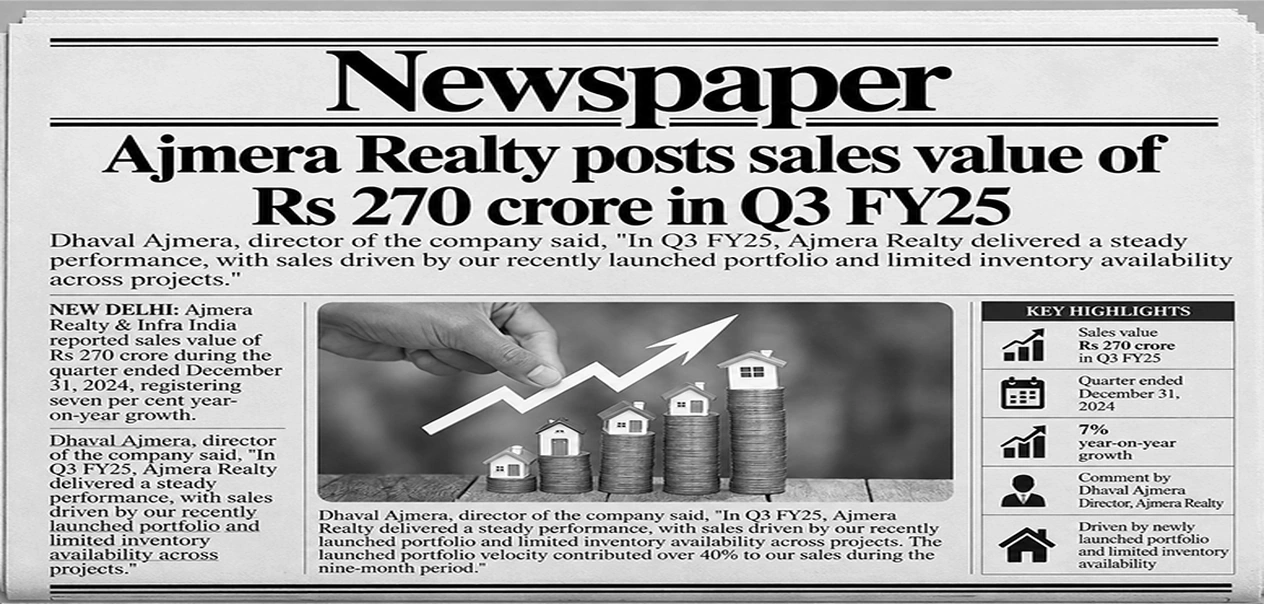 Newspaper
Ajmera Realty posts sales value of
Rs 270 crore in Q3 FY25
Dhaval Ajmera, director of the company said, "In Q3 FY25, Ajmera Realty delivered a steady
performance, with sales driven by our recently launched portfolio and limited inventory availability
across projects."
NEW DELHI: Ajmera
Realty & Infra India
reported sales value of
Rs 270 crore during the
quarter ended December
31, 2024, registering
seven per cent year-
on-year growth.
Dhaval Ajmera, director
of the company said, "In
Q3 FY25, Ajmera Realty
delivered a steady
performance, with sales
driven by our recently
launched portfolio and
limited inventory
availability across
projects."
Dhaval Ajmera, director of the company said, "In Q3 FY25, Ajmera
Realty delivered a steady performance, with sales driven by our recently
launched portfolio and limited inventory availability across projects. The
launched portfolio velocity contributed over 40% to our sales during the
nine-month period."
KEY HIGHLIGHTS
Sales value
Rs 270 crore
in Q3 FY25
Quarter ended
December 31,
2024
7%
year-on-year
growth
Comment by
Dhaval Ajmera
Director, Ajmera Realty
Driven by newly
launched portfolio
and limited inventory
availability